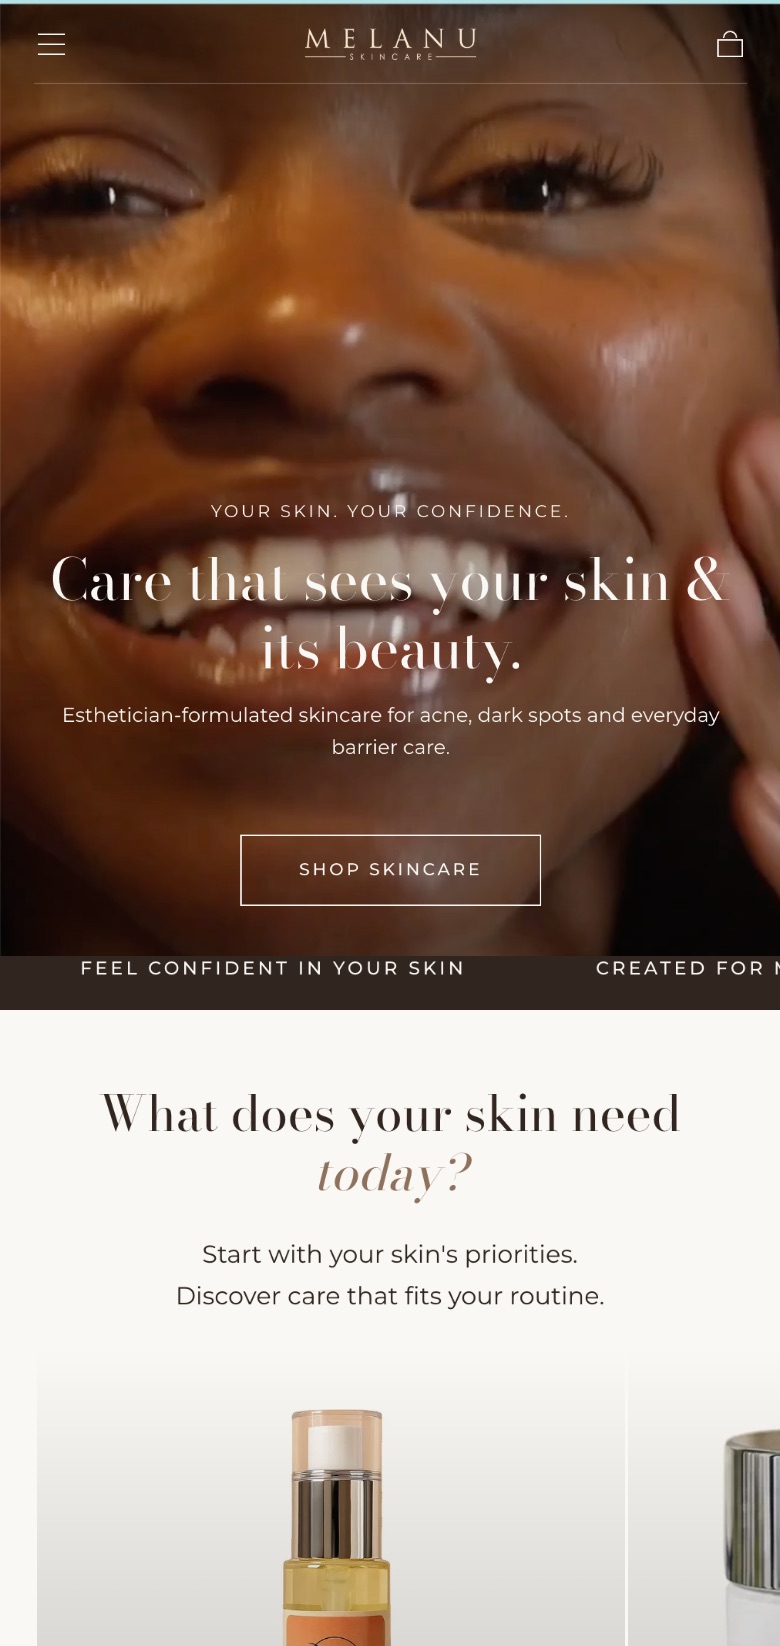 MELANU
SKINCARE
YOUR SKIN. YOUR CONFIDENCE.
Care that sees your skin &
its beauty.
Esthetician-formulated skincare for acne, dark spots and everyday
barrier care.
SHOP SKINCARE
FEEL CONFIDENT IN YOUR SKIN
CREATED FOR
What does your skin need
today?
Start with your skin's priorities.
Discover care that fits your routine.